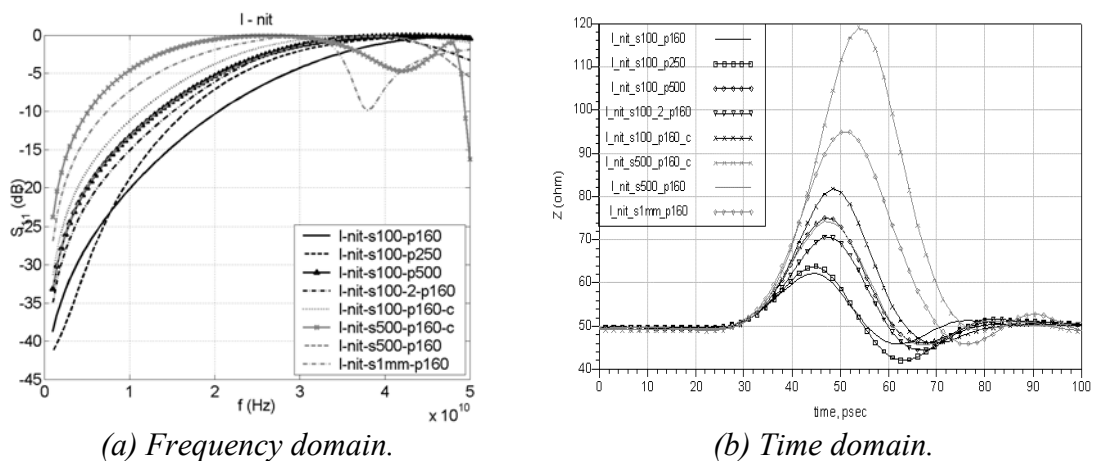 I - nit
0
-5
-10
-15
-20
-25
-30
-35
-40
-45
S11 (dB)
0
1
2
3
4
5
f (Hz)
x 10^10
I-nit-s100-p160
I-nit-s100-p250
I-nit-s100-p500
I-nit-s100-2-p160
I-nit-s100-p160-c
I-nit-s500-p160-c
I-nit-s500-p160
I-nit-s1mm-p160
(a) Frequency domain.
I_nit_s100_p160
I_nit_s100_p250
I_nit_s100_p500
I_nit_s100_2_p160
I_nit_s100_p160_c
I_nit_s500_p160_c
I_nit_s500_p160
I_nit_s1mm_p160
120
110
100
90
80
70
60
50
40
Z (ohm)
0
10
20
30
40
50
60
70
80
90
100
time, psec
(b) Time domain.